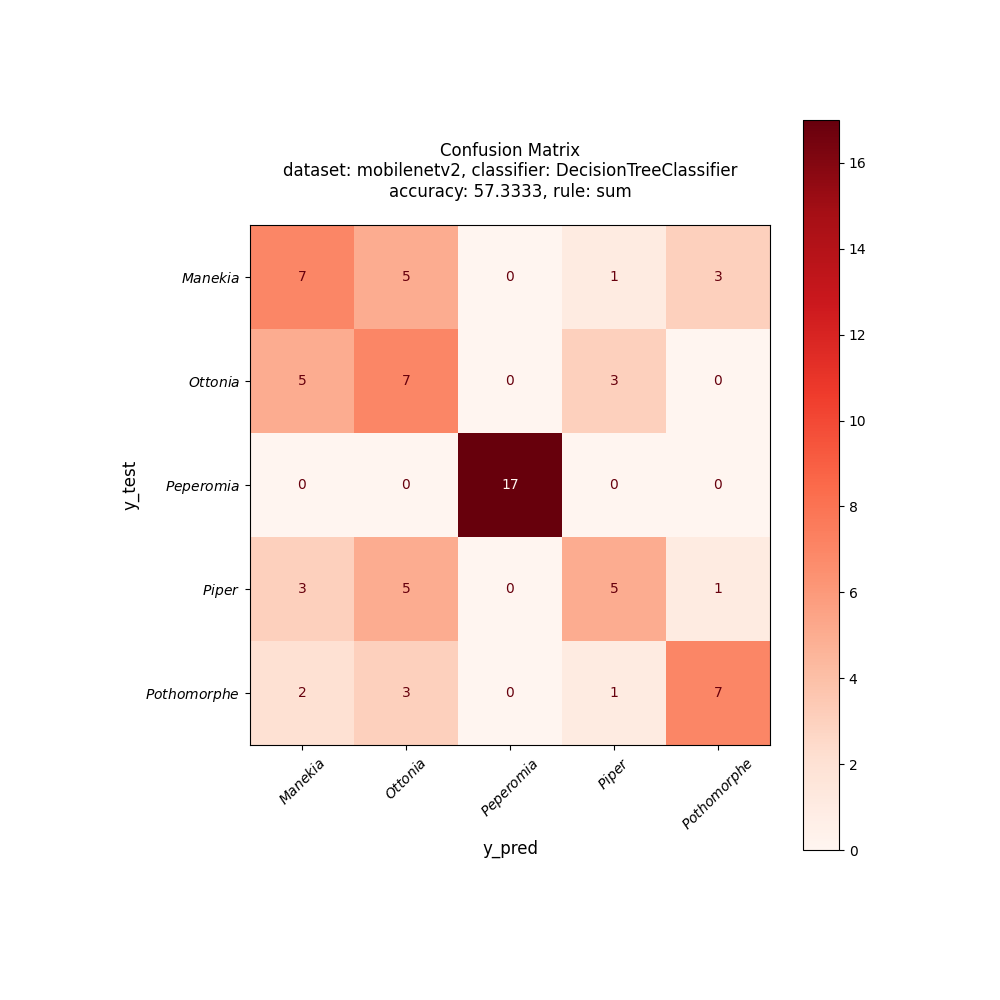 Confusion Matrix
dataset: mobilenetv2, classifier: DecisionTreeClassifier
accuracy: 57.3333, rule: sum
y_test
Manekia 7 5 0 1 3
Ottonia 5 7 0 3 0
Peperomia 0 0 17 0 0
Piper 3 5 0 5 1
Pothomorphe 2 3 0 1 7
Manekia Ottonia Peperomia Piper Pothomorphe
y_pred
16
14
12
10
8
6
4
2
0